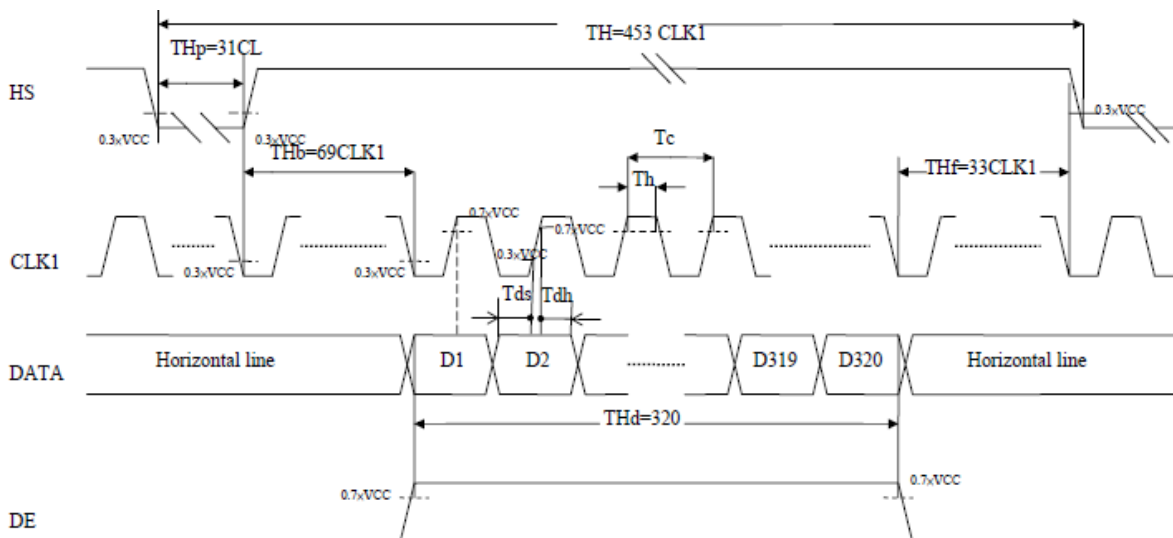 TH=453 CLK1
THp=31CL
HS
0.3xVCC
0.3xVCC
0.3xVCC
THb=69CLK1
Tc
Th
THf=33CLK1
0.7xVCC
0.7xVCC
CLK1
0.3xVCC
0.3xVCC
0.3xVCC
Tds
Tdh
DATA
Horizontal line
D1
D2
D319
D320
Horizontal line
THd=320
0.7xVCC
0.7xVCC
DE